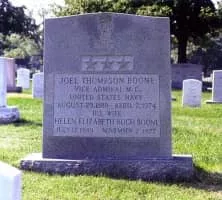 JOEL THOMPSON BOONE
VICE ADMIRAL M.C.
UNITED STATES NAVY
AUGUST 29, 1889 APRIL 2, 1974
HIS WIFE
HELEN ELIZABETH KOCH BOONE